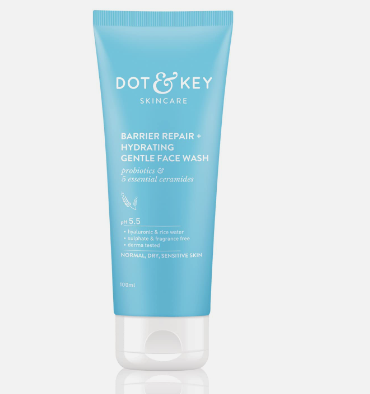 DOT & KEY
SKINCARE
BARRIER REPAIR +
HYDRATING
GENTLE FACE WASH
probiotics &
5 essential ceramides
pH 5.5
• hyaluronic & rice water
• sulphate & fragrance free
• derma tested
NORMAL, DRY, SENSITIVE SKIN